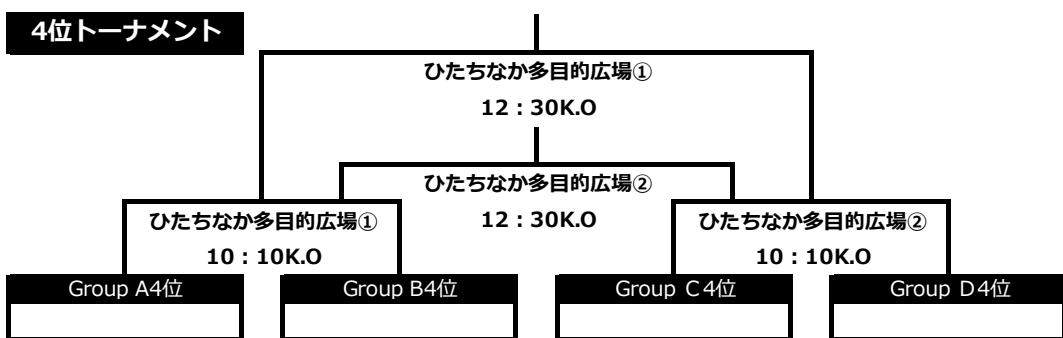 4位トーナメント
ひたちなか多目的広場①
12：30K.O
ひたちなか多目的広場②
12：30K.O
ひたちなか多目的広場①
10：10K.O
ひたちなか多目的広場②
10：10K.O
Group A4位
Group B4位
Group Ｃ4位
Group Ｄ4位